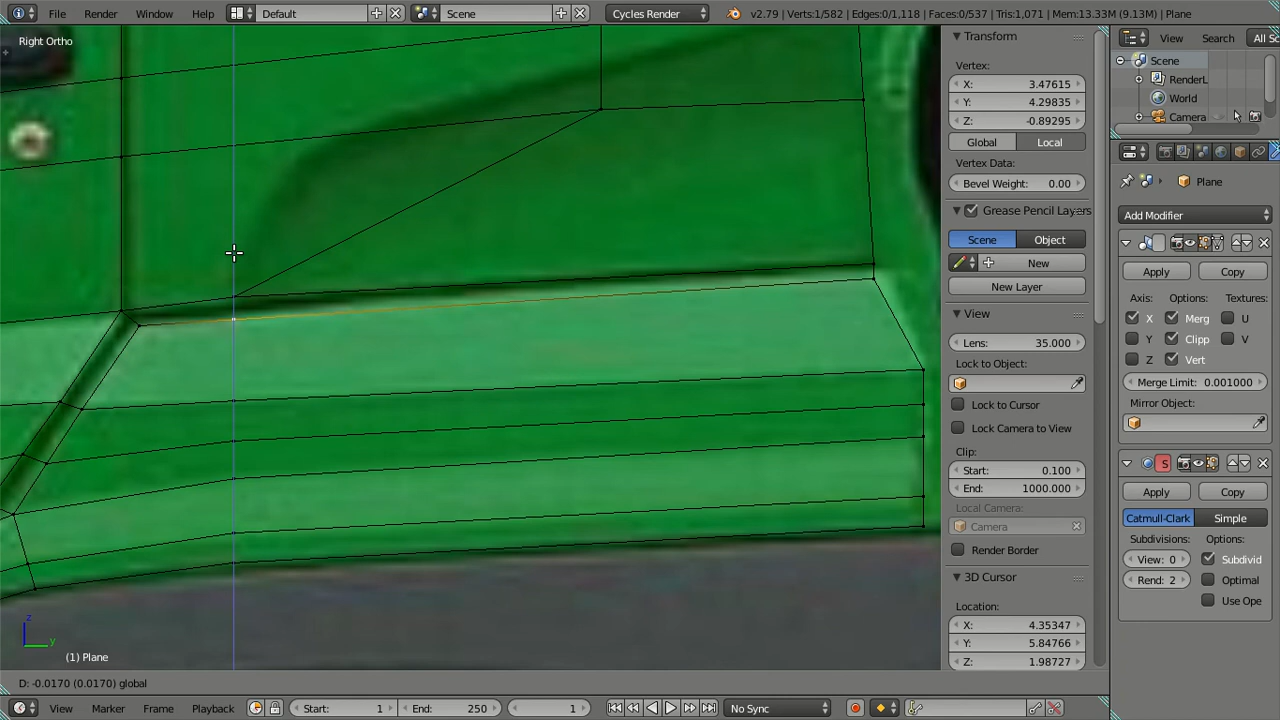 File Render Window Help Default Scene Cycles Render v2.79 | Verts:1/582 | Edges:0/1,118 | Faces:0/537 | Tris:1,071 | Mem:13.33M (9.13M) | Plane
Right Ortho
Transform
Vertex:
X: 3.47615
Y: 4.29835
Z: -0.89295
Global Local
Vertex Data:
Bevel Weight: 0.00
Grease Pencil Layers
Scene Object
New
New Layer
View
Lens: 35.000
Lock to Object:
Lock to Cursor
Lock Camera to View
Clip:
Start: 0.100
End: 1000.000
Local Camera:
Camera
Render Border
3D Cursor
Location:
X: 4.35347
Y: 5.84766
Z: 1.98727
View Search All Sc
Scene
RenderL
World
Camera
Plane
Add Modifier
Apply Copy
Axis: Options: Textures:
X Merg U
Y Clipp V
Z Vert
Merge Limit: 0.001000
Mirror Object:
S
Apply Copy
Catmull-Clark Simple
Subdivisions: Options:
View: 0 Subdivid
Rend: 2 Optimal
Use Ope
z
y
(1) Plane
D: -0.0170 (0.0170) global
View Marker Frame Playback Start: 1 End: 250 1 No Sync